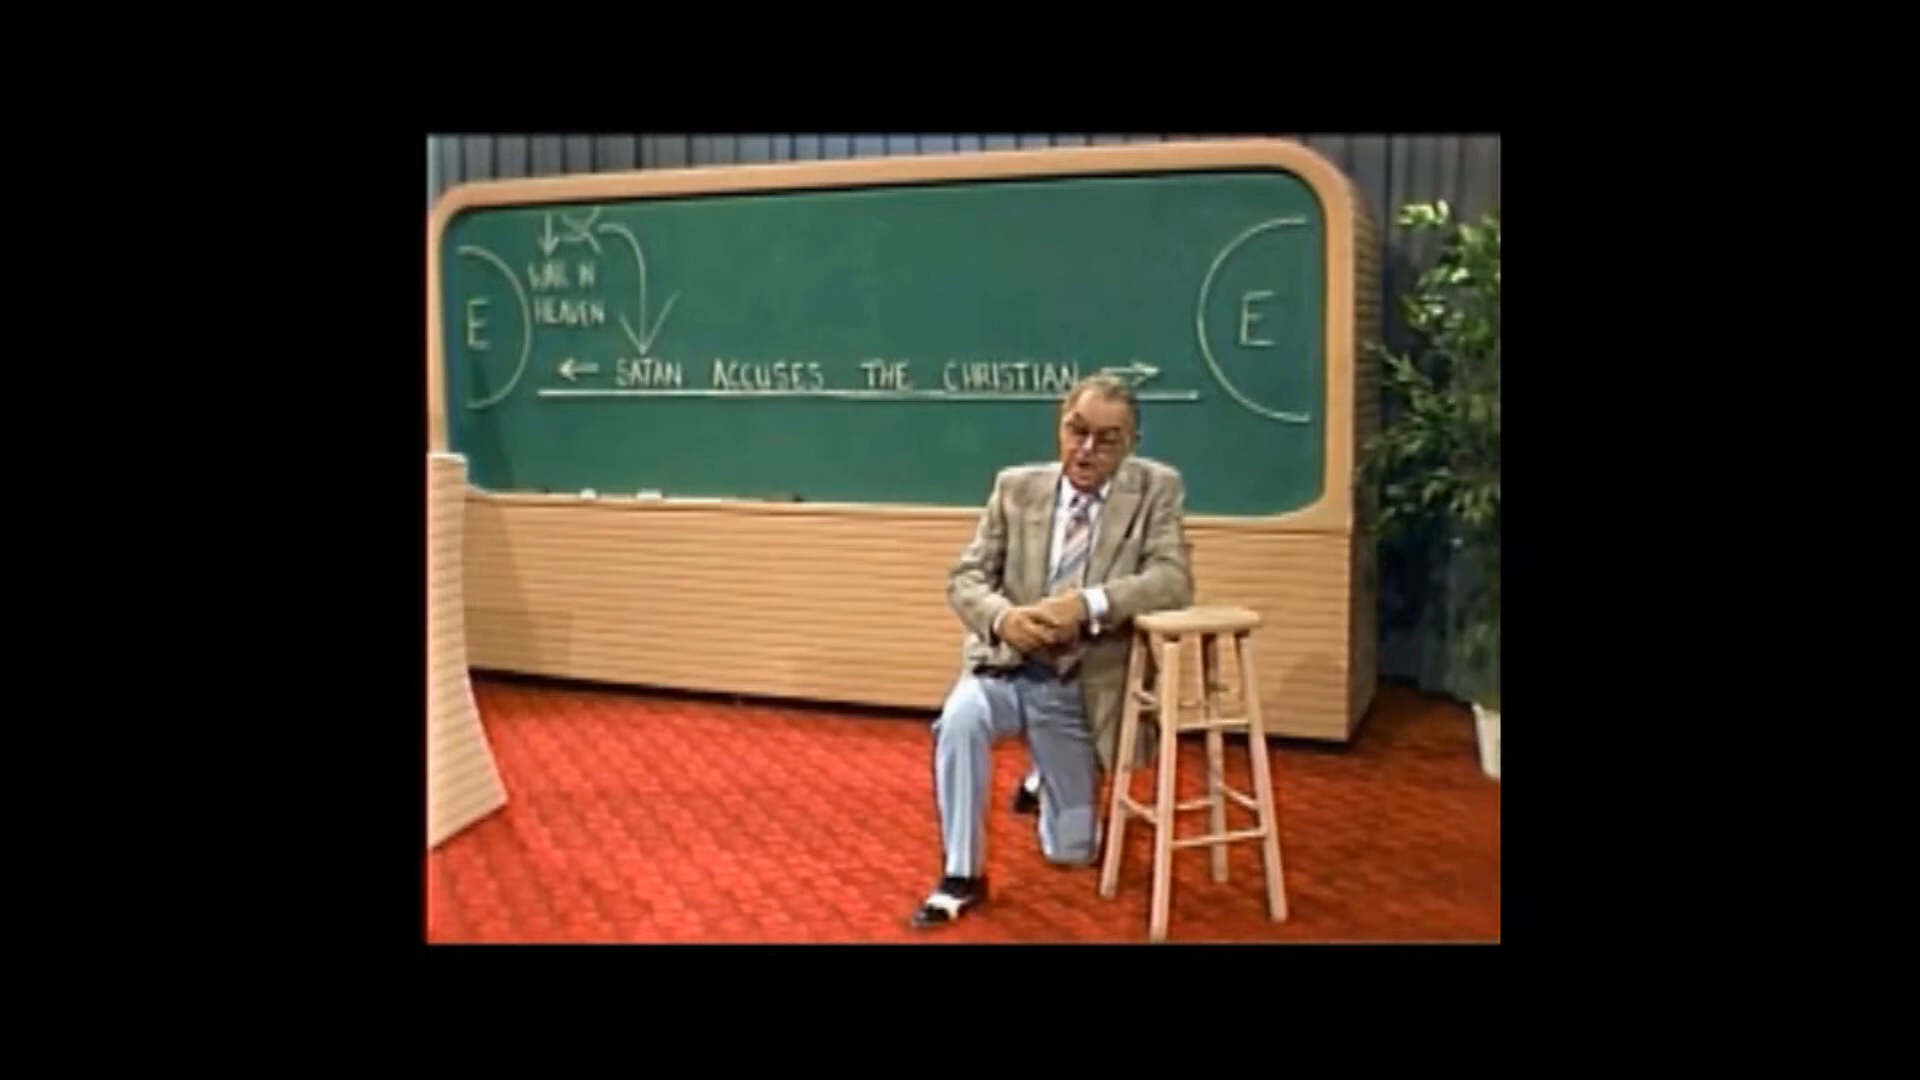 WAR IN
HEAVEN
E
E
← SATAN ACCUSES THE CHRISTIAN →